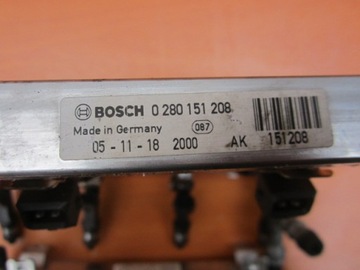 BOSCH 0 280 151 208
Made in Germany 087
05-11-18 2000 AK 151208